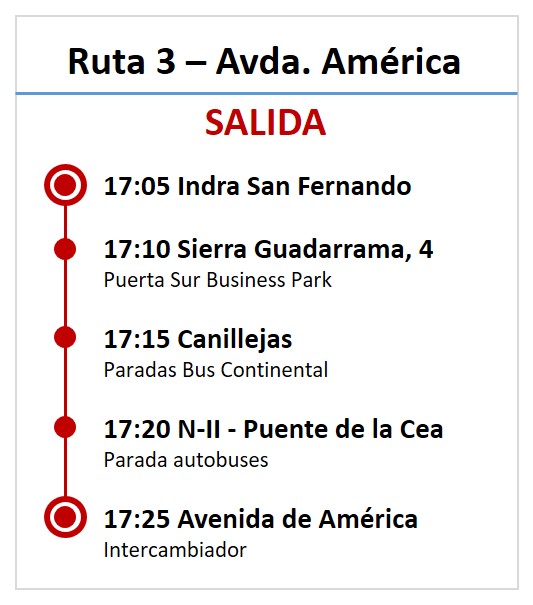 Ruta 3 – Avda. América
SALIDA
17:05 Indra San Fernando
17:10 Sierra Guadarrama, 4
Puerta Sur Business Park
17:15 Canillejas
Paradas Bus Continental
17:20 N-II - Puente de la Cea
Parada autobuses
17:25 Avenida de América
Intercambiador